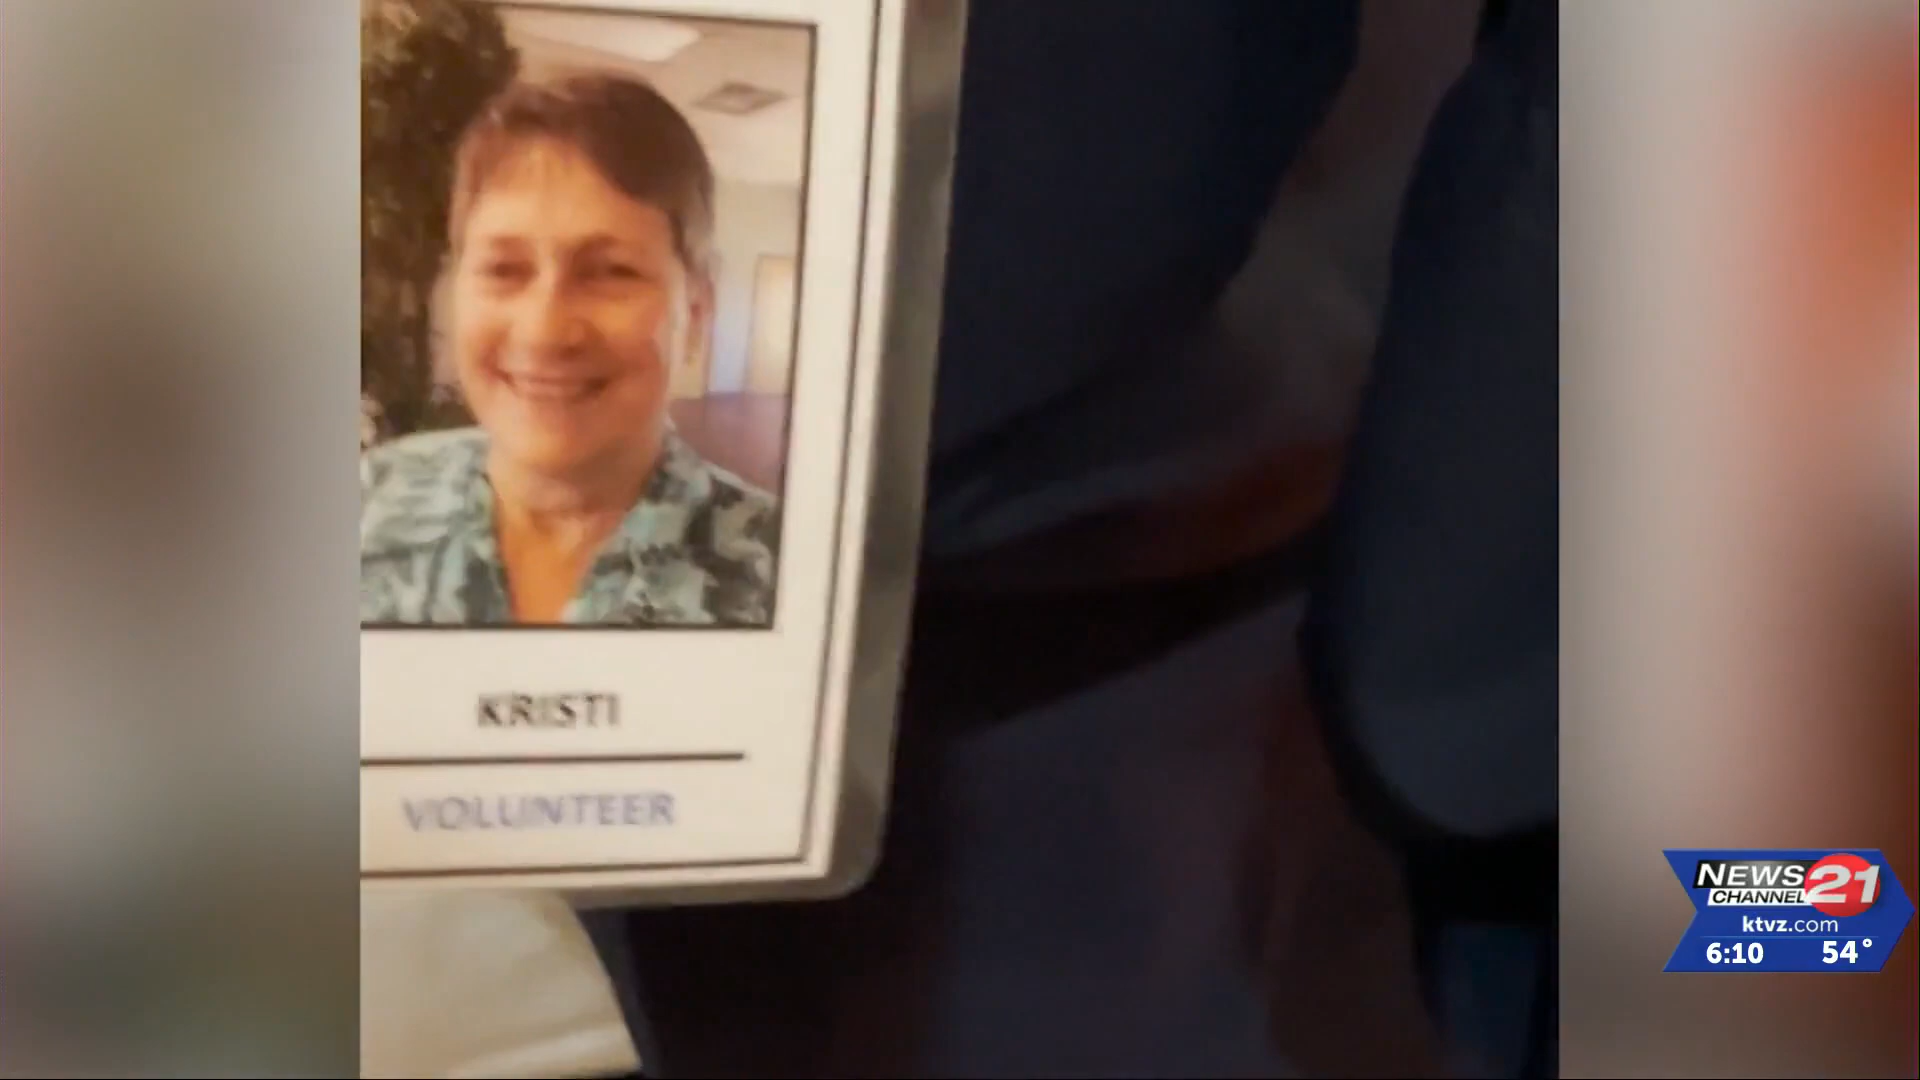 KRISTI
VOLUNTEER
NEWS
CHANNEL 21
ktvz.com
6:10 54°